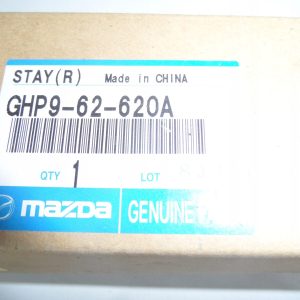 STAY(R) Made in CHINA
GHP9-62-620A
QTY 1 LOT
mazda GENUINE